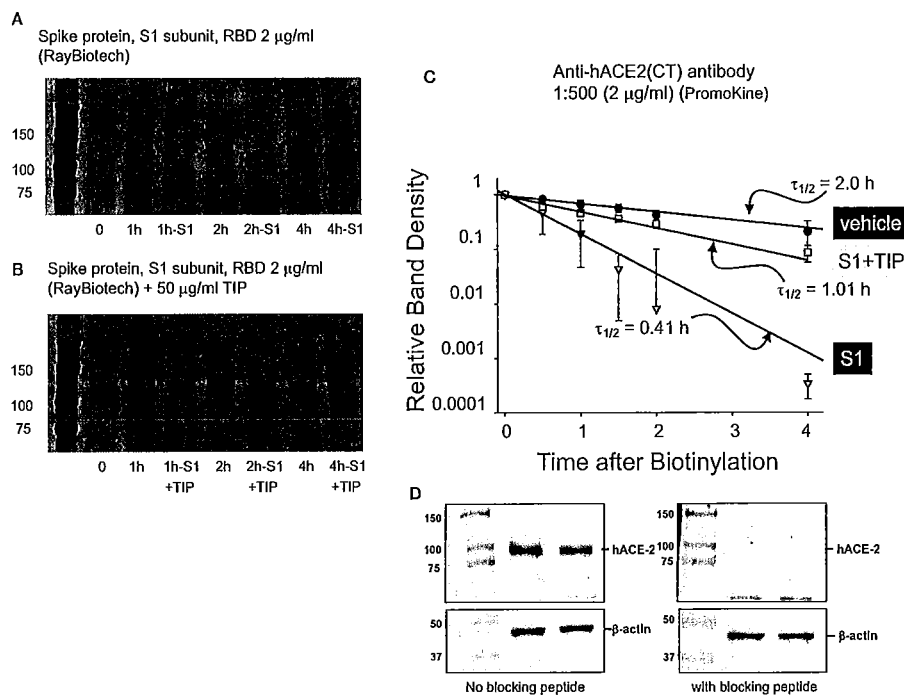 A
Spike protein, S1 subunit, RBD 2 µg/ml
(RayBiotech)
150
100
75
0 1h 1h-S1 2h 2h-S1 4h 4h-S1
B
Spike protein, S1 subunit, RBD 2 µg/ml
(RayBiotech) + 50 µg/ml TIP
150
100
75
0 1h 1h-S1 2h 2h-S1 4h 4h-S1
+TIP +TIP +TIP
C
Anti-hACE2(CT) antibody
1:500 (2 µg/ml) (PromoKine)
Relative Band Density
1
0.1
0.01
0.001
0.0001
τ1/2 = 2.0 h
vehicle
S1+TIP
τ1/2 = 1.01 h
τ1/2 = 0.41 h
S1
0 1 2 3 4
Time after Biotinylation
D
150
100
75
hACE-2
50
37
β-actin
No blocking peptide
150
100
75
hACE-2
50
37
β-actin
with blocking peptide